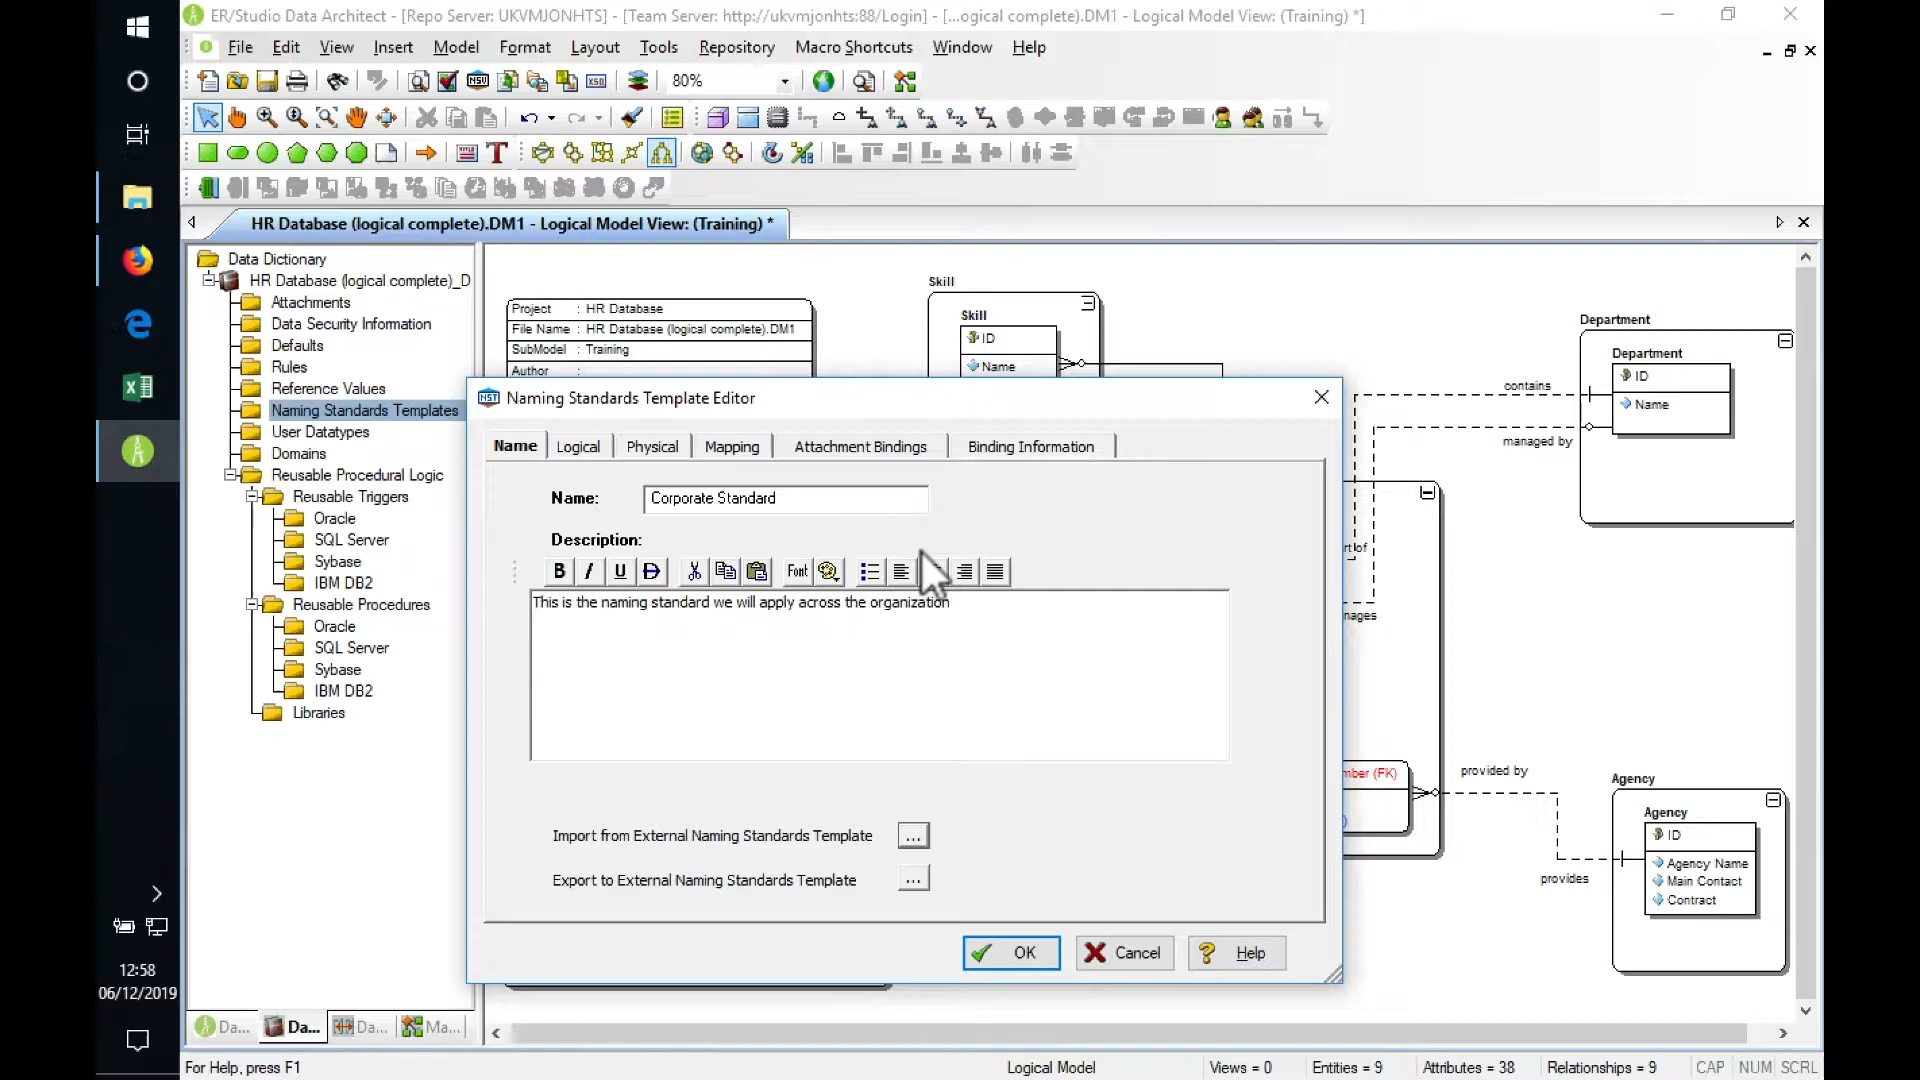 ER/Studio Data Architect - [Repo Server: UKVMJONHTS] - [Team Server: http://ukvmjonhts:88/Login] - [...ogical complete).DM1 - Logical Model View: (Training) *]
File Edit View Insert Model Format Layout Tools Repository Macro Shortcuts Window Help
80%
HR Database (logical complete).DM1 - Logical Model View: (Training) *
Data Dictionary
HR Database (logical complete)_D
Attachments
Data Security Information
Defaults
Rules
Reference Values
Naming Standards Templates
User Datatypes
Domains
Reusable Procedural Logic
Reusable Triggers
Oracle
SQL Server
Sybase
IBM DB2
Reusable Procedures
Oracle
SQL Server
Sybase
IBM DB2
Libraries
Da...
Da...
Da...
Ma...
Project : HR Database
File Name : HR Database (logical complete).DM1
SubModel : Training
Author :
Skill
Skill
ID
Name
Department
Department
ID
Name
contains
managed by
Naming Standards Template Editor
Name Logical Physical Mapping Attachment Bindings Binding Information
Name: Corporate Standard
Description:
B I U Font
This is the naming standard we will apply across the organization
Import from External Naming Standards Template ...
Export to External Naming Standards Template ...
OK Cancel Help
rt of
nages
mber (FK)
provided by
provides
Agency
Agency
ID
Agency Name
Main Contact
Contract
12:58
06/12/2019
For Help, press F1
Logical Model
Views = 0
Entities = 9
Attributes = 38
Relationships = 9
CAP NUM SCRL